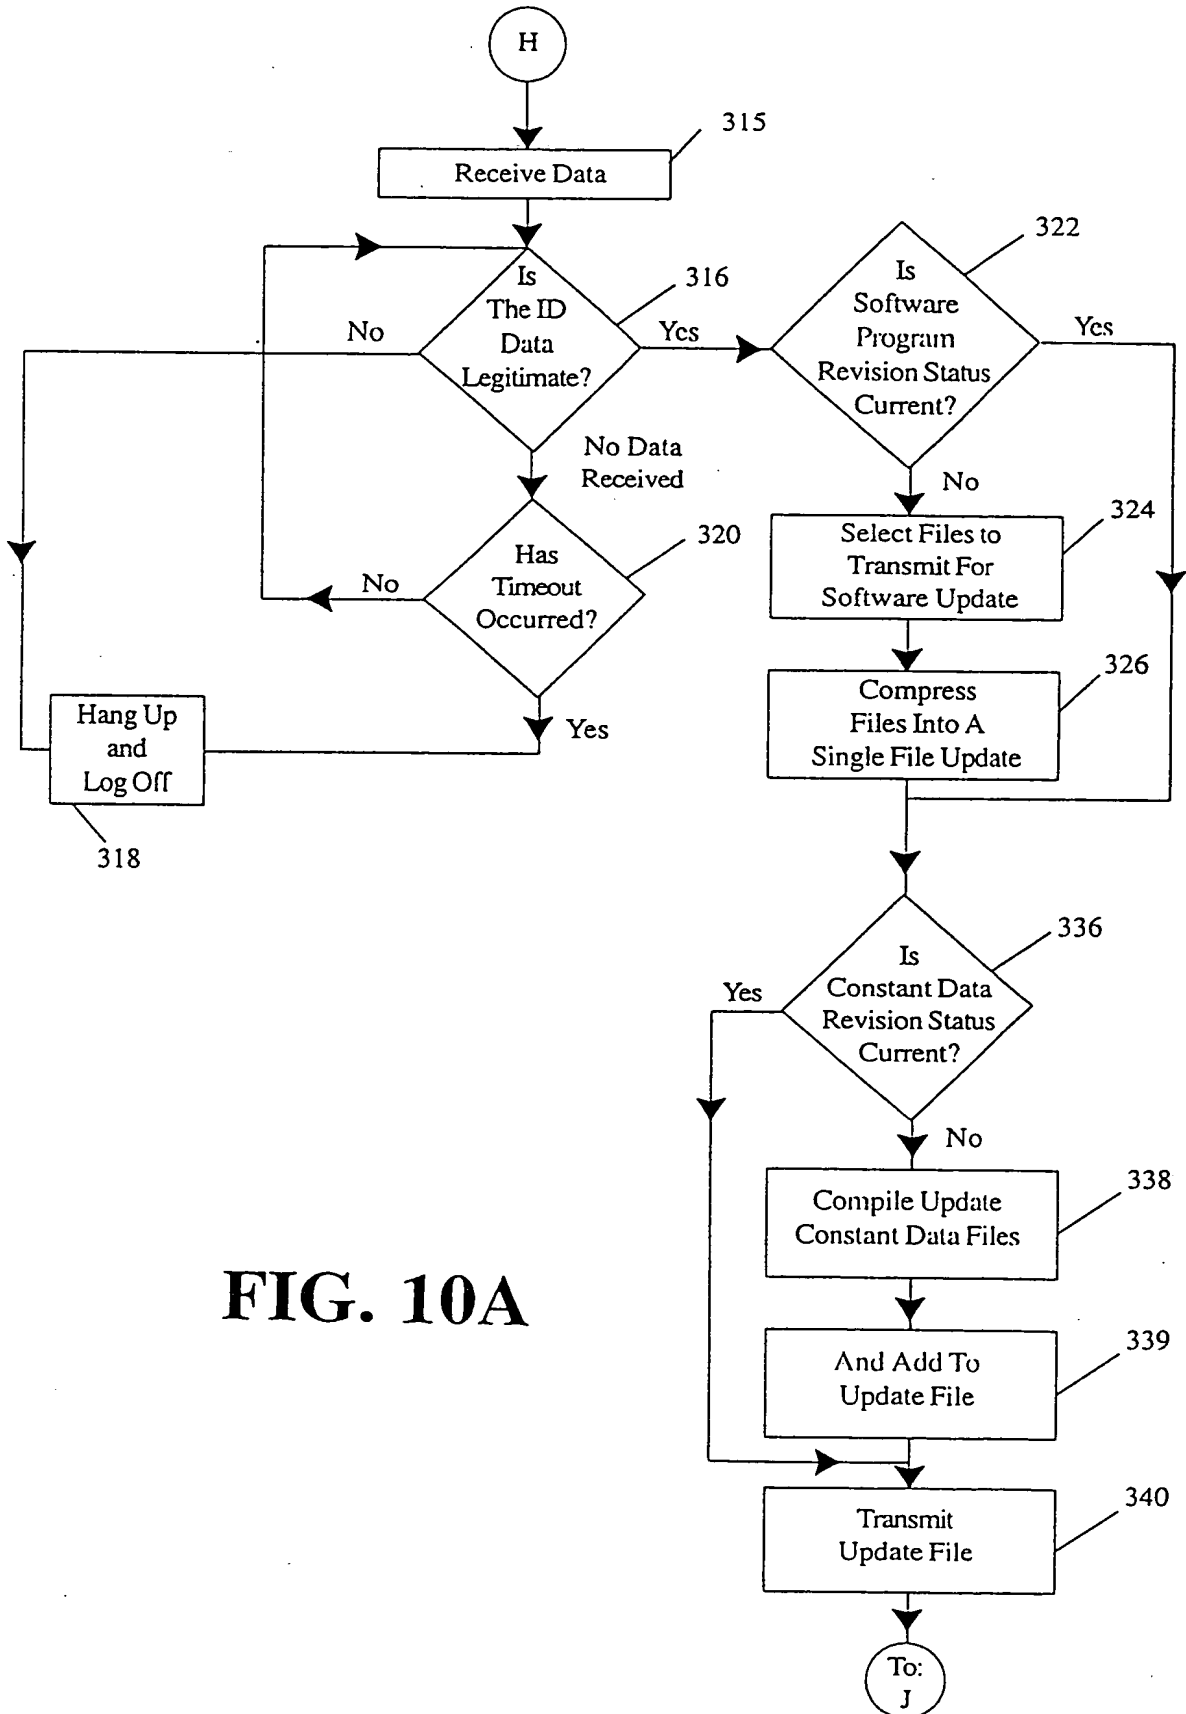 H
315
Receive Data
Is
The ID
Data
Legitimate?
316
No
Yes
No Data
Received
Has
Timeout
Occurred?
320
No
Yes
Hang Up
and
Log Off
318
Is
Software
Program
Revision Status
Current?
322
Yes
No
Select Files to
Transmit For
Software Update
324
Compress
Files Into A
Single File Update
326
Is
Constant Data
Revision Status
Current?
336
Yes
No
Compile Update
Constant Data Files
338
And Add To
Update File
339
Transmit
Update File
340
To:
J
FIG. 10A